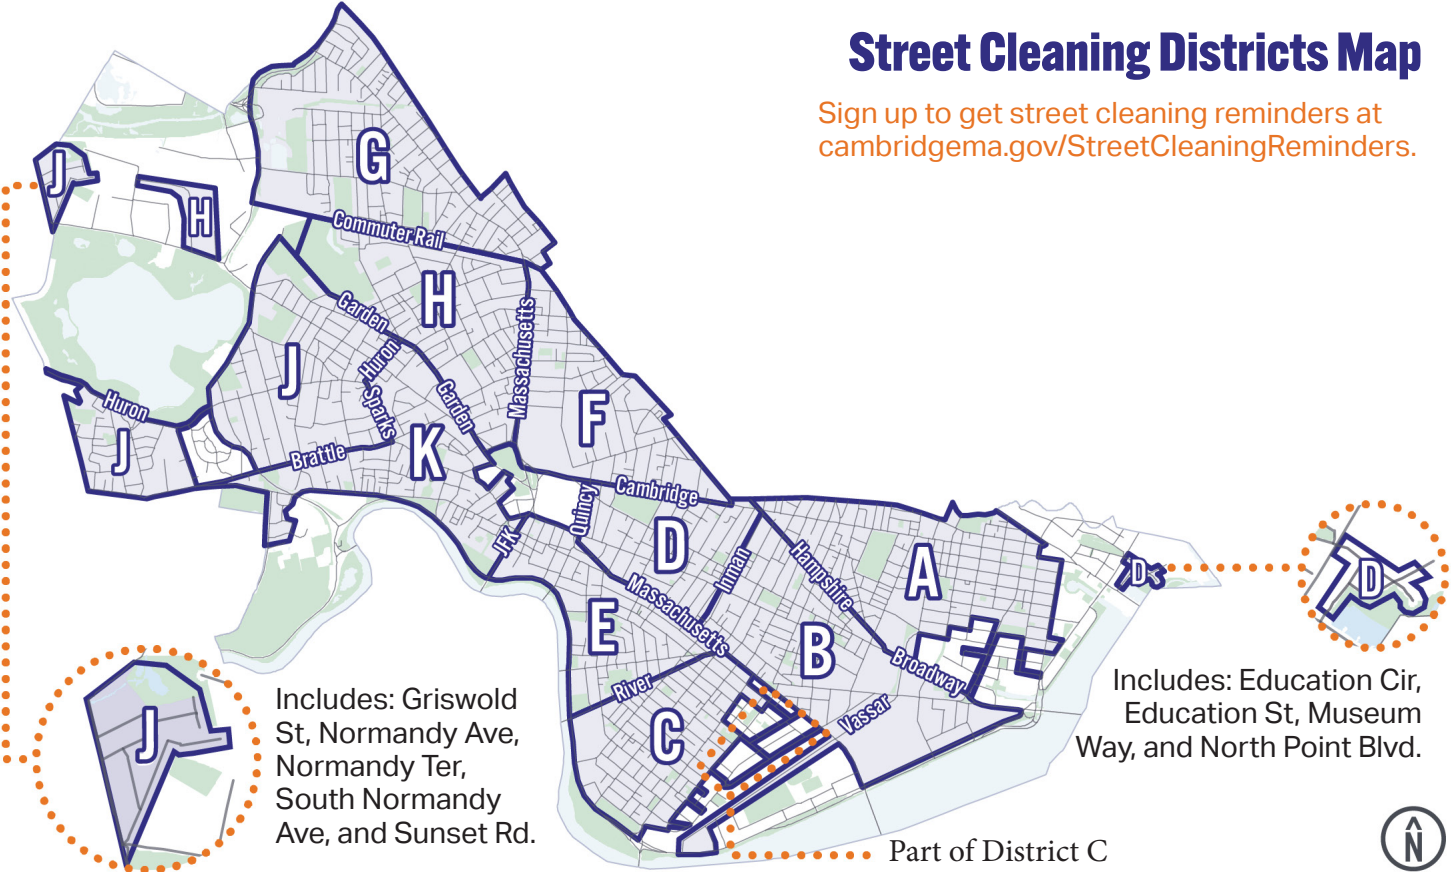 Street Cleaning Districts Map
Sign up to get street cleaning reminders at
cambridgema.gov/StreetCleaningReminders.
G
J
H
Commuter Rail
H
Garden
Massachusetts
Huron
J
Sparks
Garden
Huron
F
J
Brattle
K
Cambridge
Quincy
JFK
D
Inman
Hampshire
A
D
D
Massachusetts
E
B
Broadway
River
Vassar
C
J
Includes: Griswold
St, Normandy Ave,
Normandy Ter,
South Normandy
Ave, and Sunset Rd.
Includes: Education Cir,
Education St, Museum
Way, and North Point Blvd.
Part of District C
N